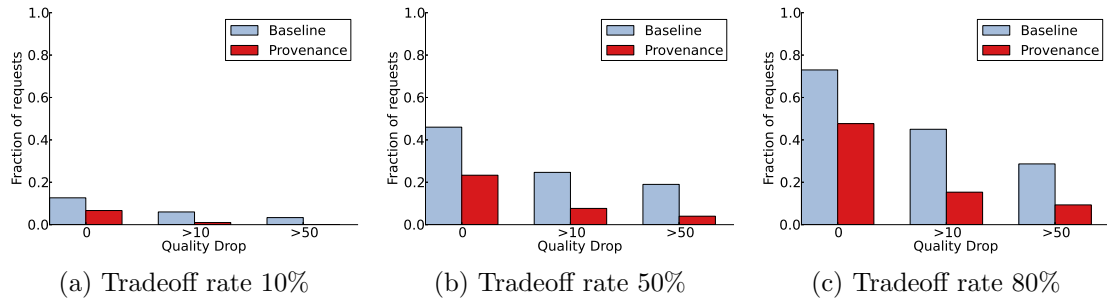 1.0
0.8
0.6
0.4
0.2
0.0
Fraction of requests
Baseline
Provenance
0 >10 >50
Quality Drop
(a) Tradeoff rate 10%
1.0
0.8
0.6
0.4
0.2
0.0
Fraction of requests
Baseline
Provenance
0 >10 >50
Quality Drop
(b) Tradeoff rate 50%
1.0
0.8
0.6
0.4
0.2
0.0
Fraction of requests
Baseline
Provenance
0 >10 >50
Quality Drop
(c) Tradeoff rate 80%